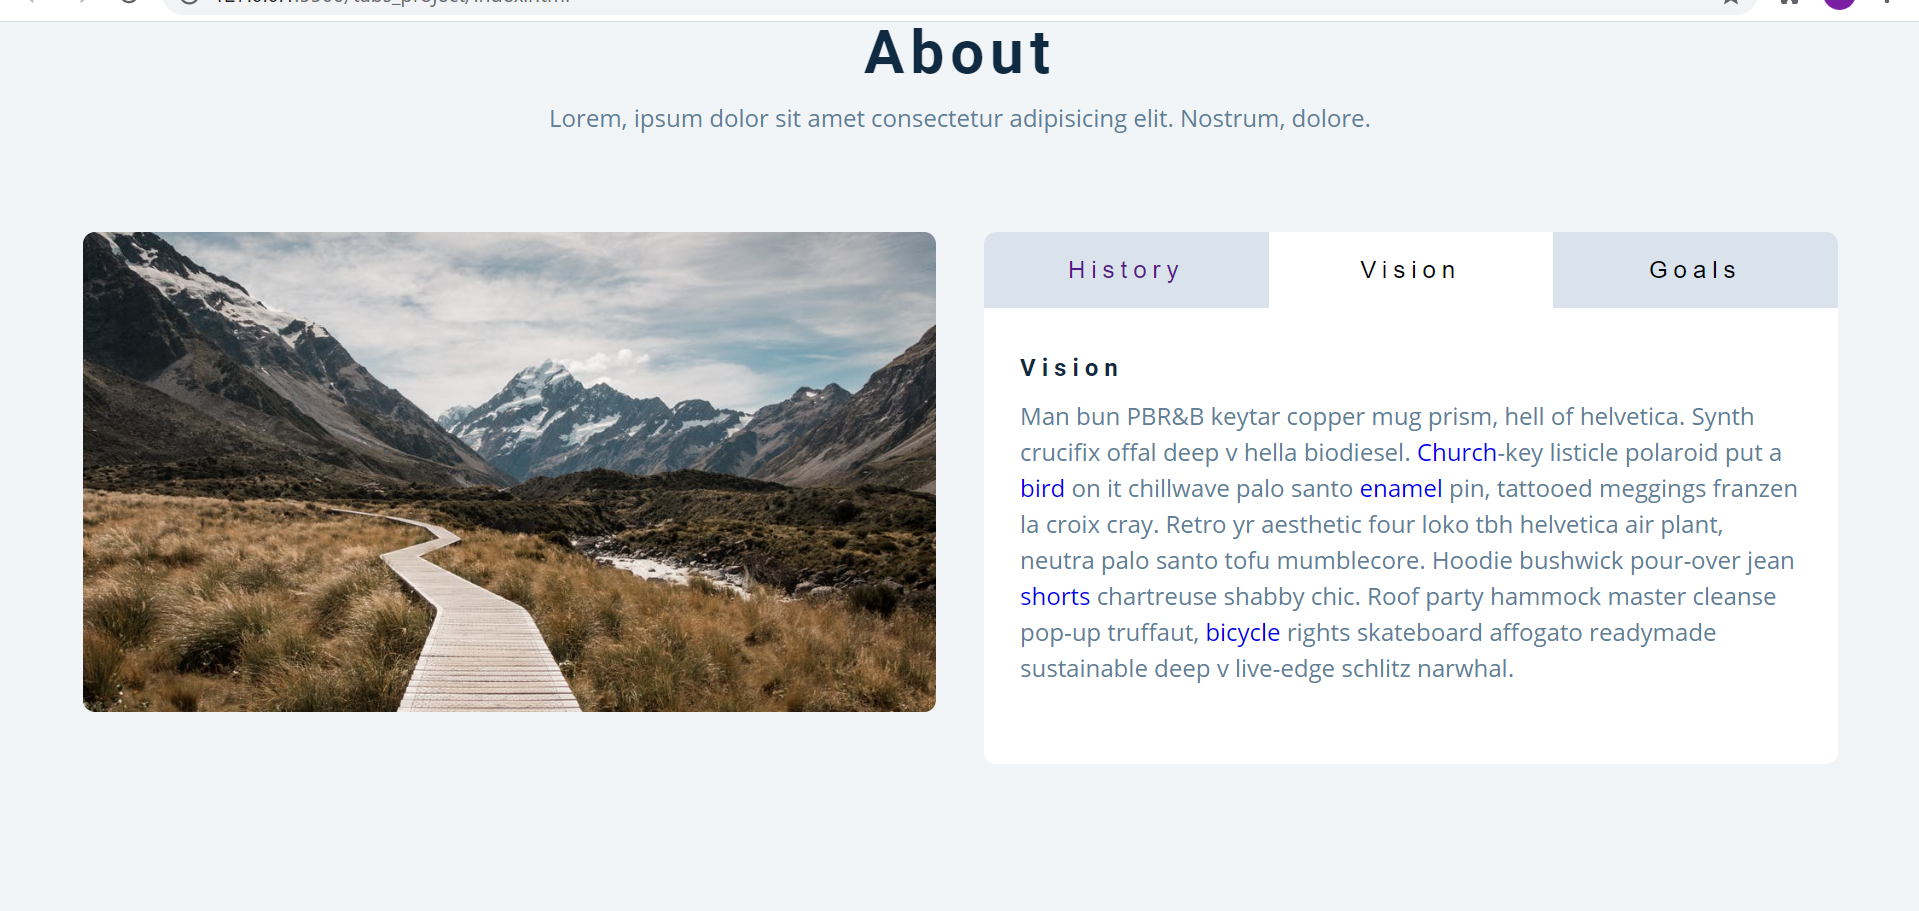 About
Lorem, ipsum dolor sit amet consectetur adipisicing elit. Nostrum, dolore.
History
Vision
Goals
Vision
Man bun PBR&B keytar copper mug prism, hell of helvetica. Synth
crucifix offal deep v hella biodiesel. Church-key listicle polaroid put a
bird on it chillwave palo santo enamel pin, tattooed meggings franzen
la croix cray. Retro yr aesthetic four loko tbh helvetica air plant,
neutra palo santo tofu mumblecore. Hoodie bushwick pour-over jean
shorts chartreuse shabby chic. Roof party hammock master cleanse
pop-up truffaut, bicycle rights skateboard affogato readymade
sustainable deep v live-edge schlitz narwhal.